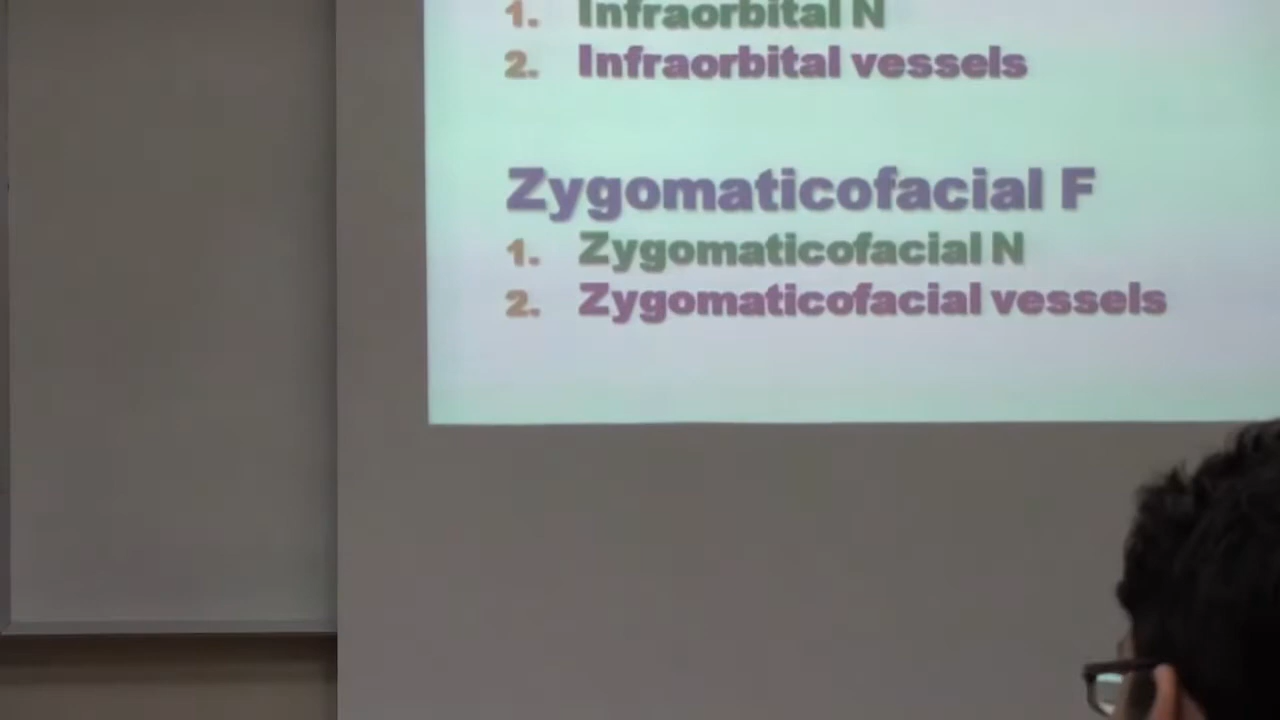 1. Infraorbital N
2. Infraorbital vessels
Zygomaticofacial F
1. Zygomaticofacial N
2. Zygomaticofacial vessels